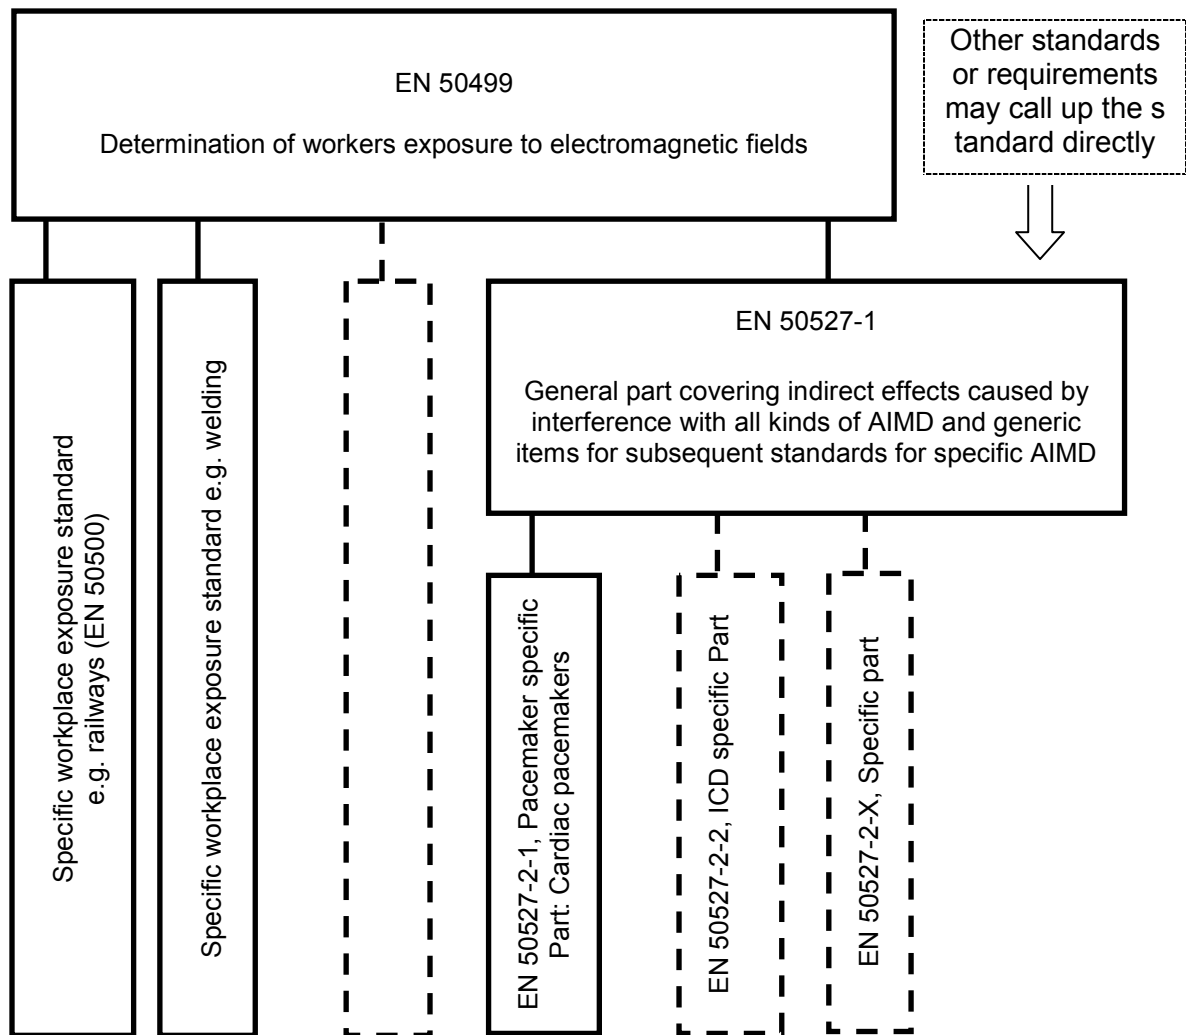 EN 50499
Determination of workers exposure to electromagnetic fields
Other standards
or requirements
may call up the s
tandard directly
Specific workplace exposure standard
e.g. railways (EN 50500)
Specific workplace exposure standard e.g. welding
EN 50527-1
General part covering indirect effects caused by
interference with all kinds of AIMD and generic
items for subsequent standards for specific AIMD
EN 50527-2-1, Pacemaker specific
Part: Cardiac pacemakers
EN 50527-2-2, ICD specific Part
EN 50527-2-X, Specific part